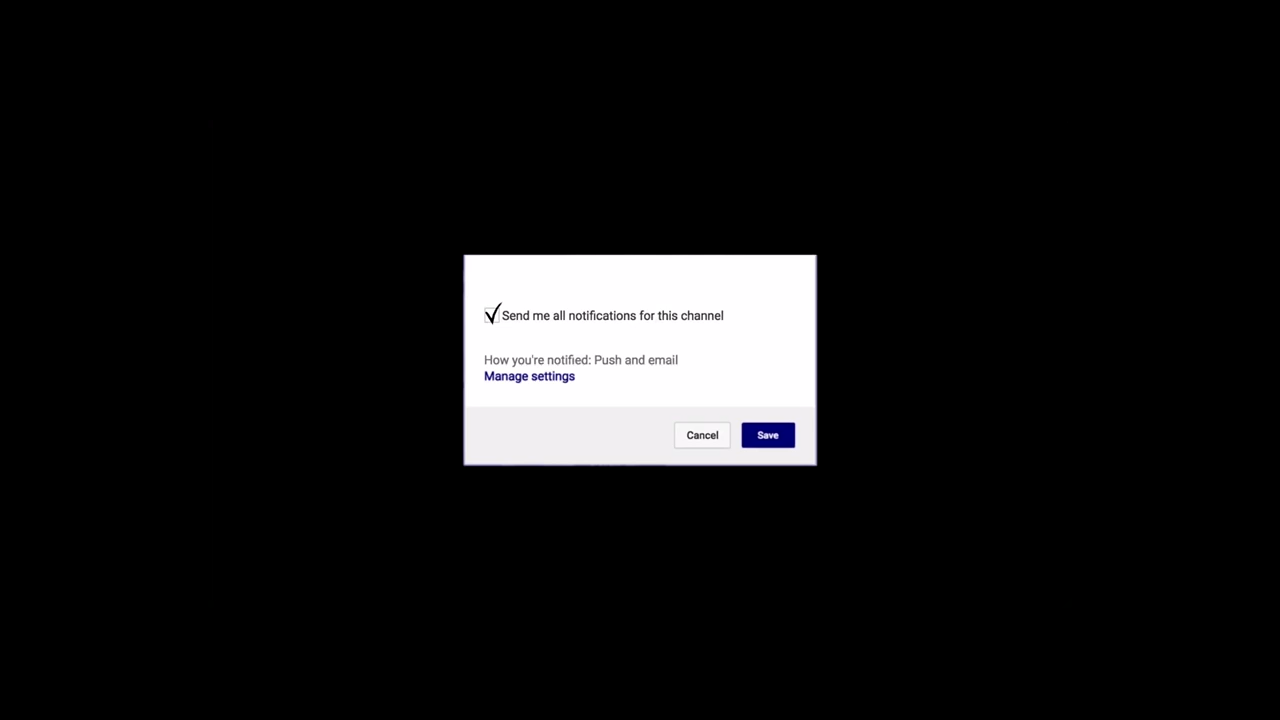 Send me all notifications for this channel
How you're notified: Push and email
Manage settings
Cancel Save